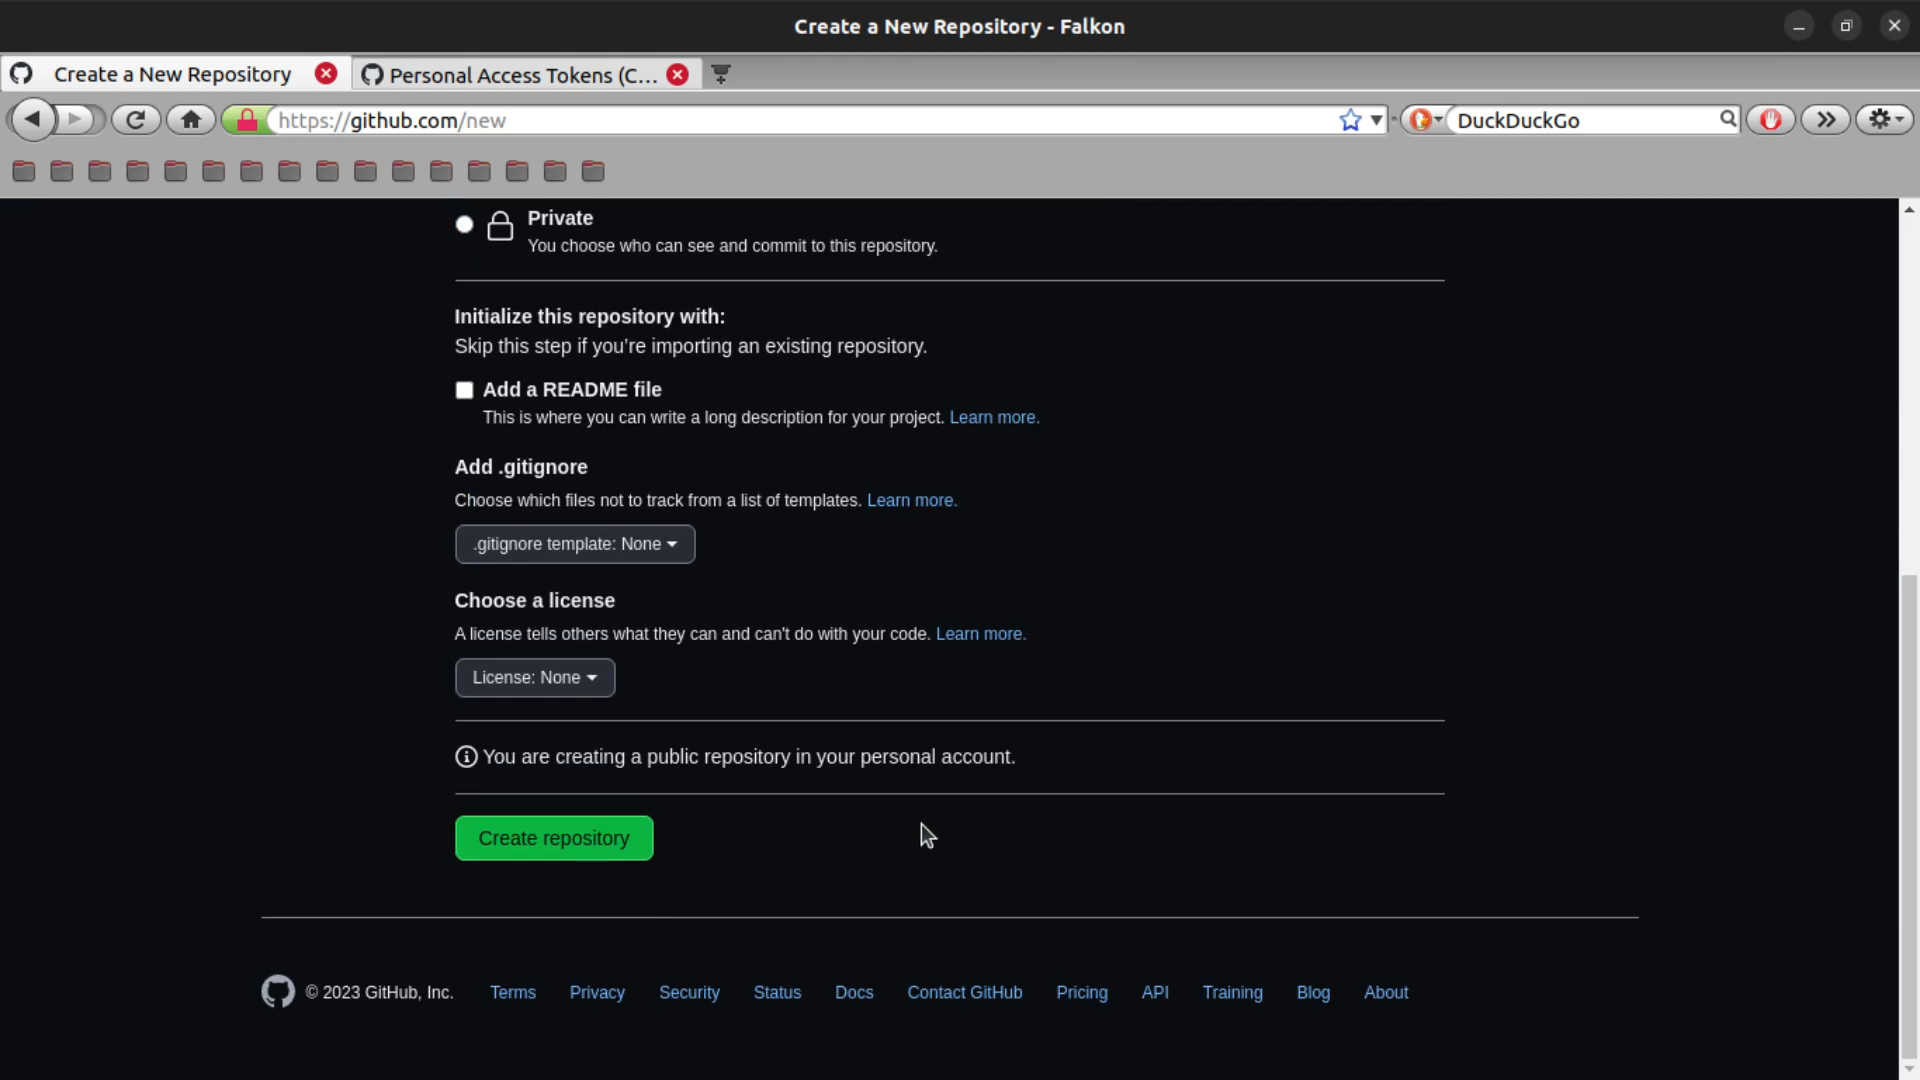 Create a New Repository - Falkon
Create a New Repository
Personal Access Tokens (C...
https://github.com/new
DuckDuckGo
Private
You choose who can see and commit to this repository.
Initialize this repository with:
Skip this step if you’re importing an existing repository.
Add a README file
This is where you can write a long description for your project. Learn more.
Add .gitignore
Choose which files not to track from a list of templates. Learn more.
.gitignore template: None
Choose a license
A license tells others what they can and can't do with your code. Learn more.
License: None
You are creating a public repository in your personal account.
Create repository
© 2023 GitHub, Inc. Terms Privacy Security Status Docs Contact GitHub Pricing API Training Blog About